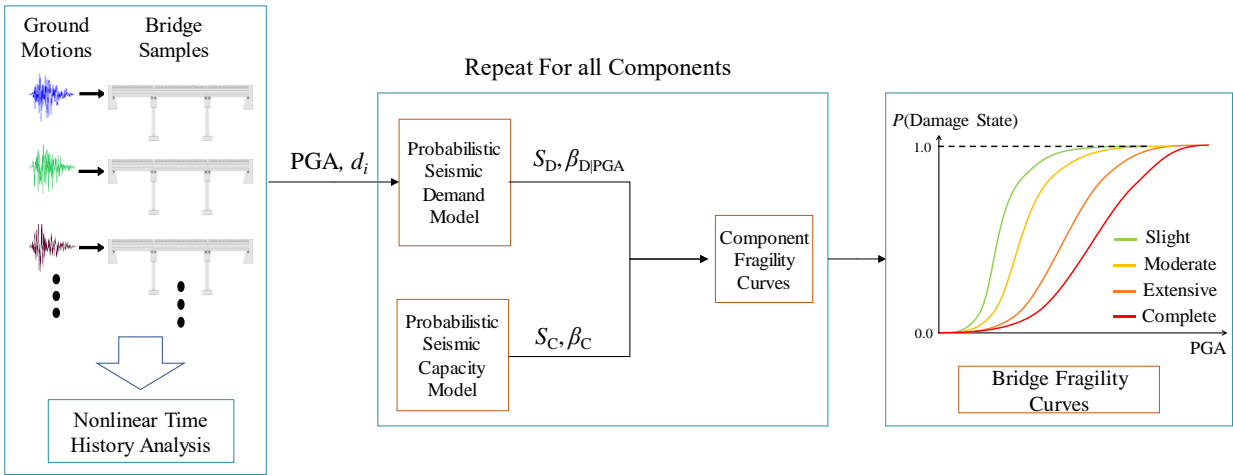 Ground
Motions
Bridge
Samples
Nonlinear Time
History Analysis
PGA, dᵢ
Repeat For all Components
Probabilistic
Seismic
Demand
Model
S_D, β_D|PGA
Probabilistic
Seismic
Capacity
Model
S_C, β_C
Component
Fragility
Curves
P(Damage State)
1.0
Slight
Moderate
Extensive
Complete
0.0
PGA
Bridge Fragility
Curves